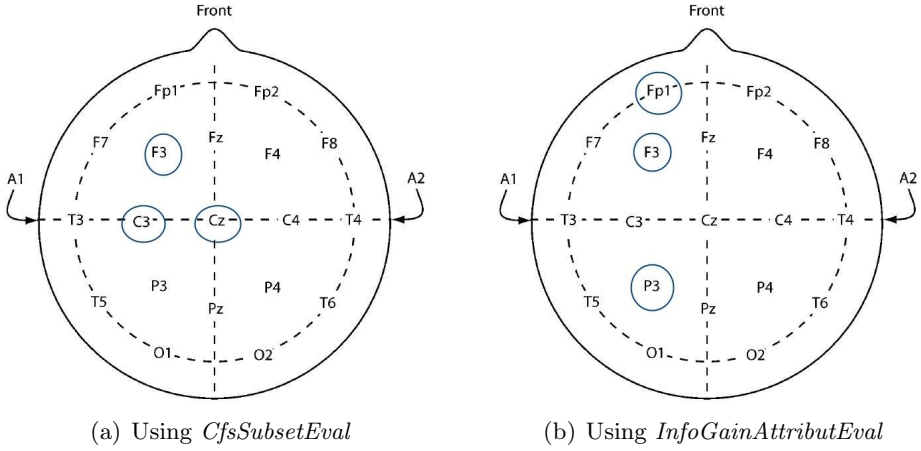 Front
Fp1 Fp2
F7 Fz F8
F3 F4
A1 A2
T3 C3 Cz C4 T4
P3 P4
T5 Pz T6
O1 O2
(a) Using CfsSubsetEval
Front
Fp1 Fp2
F7 Fz F8
F3 F4
A1 A2
T3 C3 Cz C4 T4
P3 P4
T5 Pz T6
O1 O2
(b) Using InfoGainAttributEval